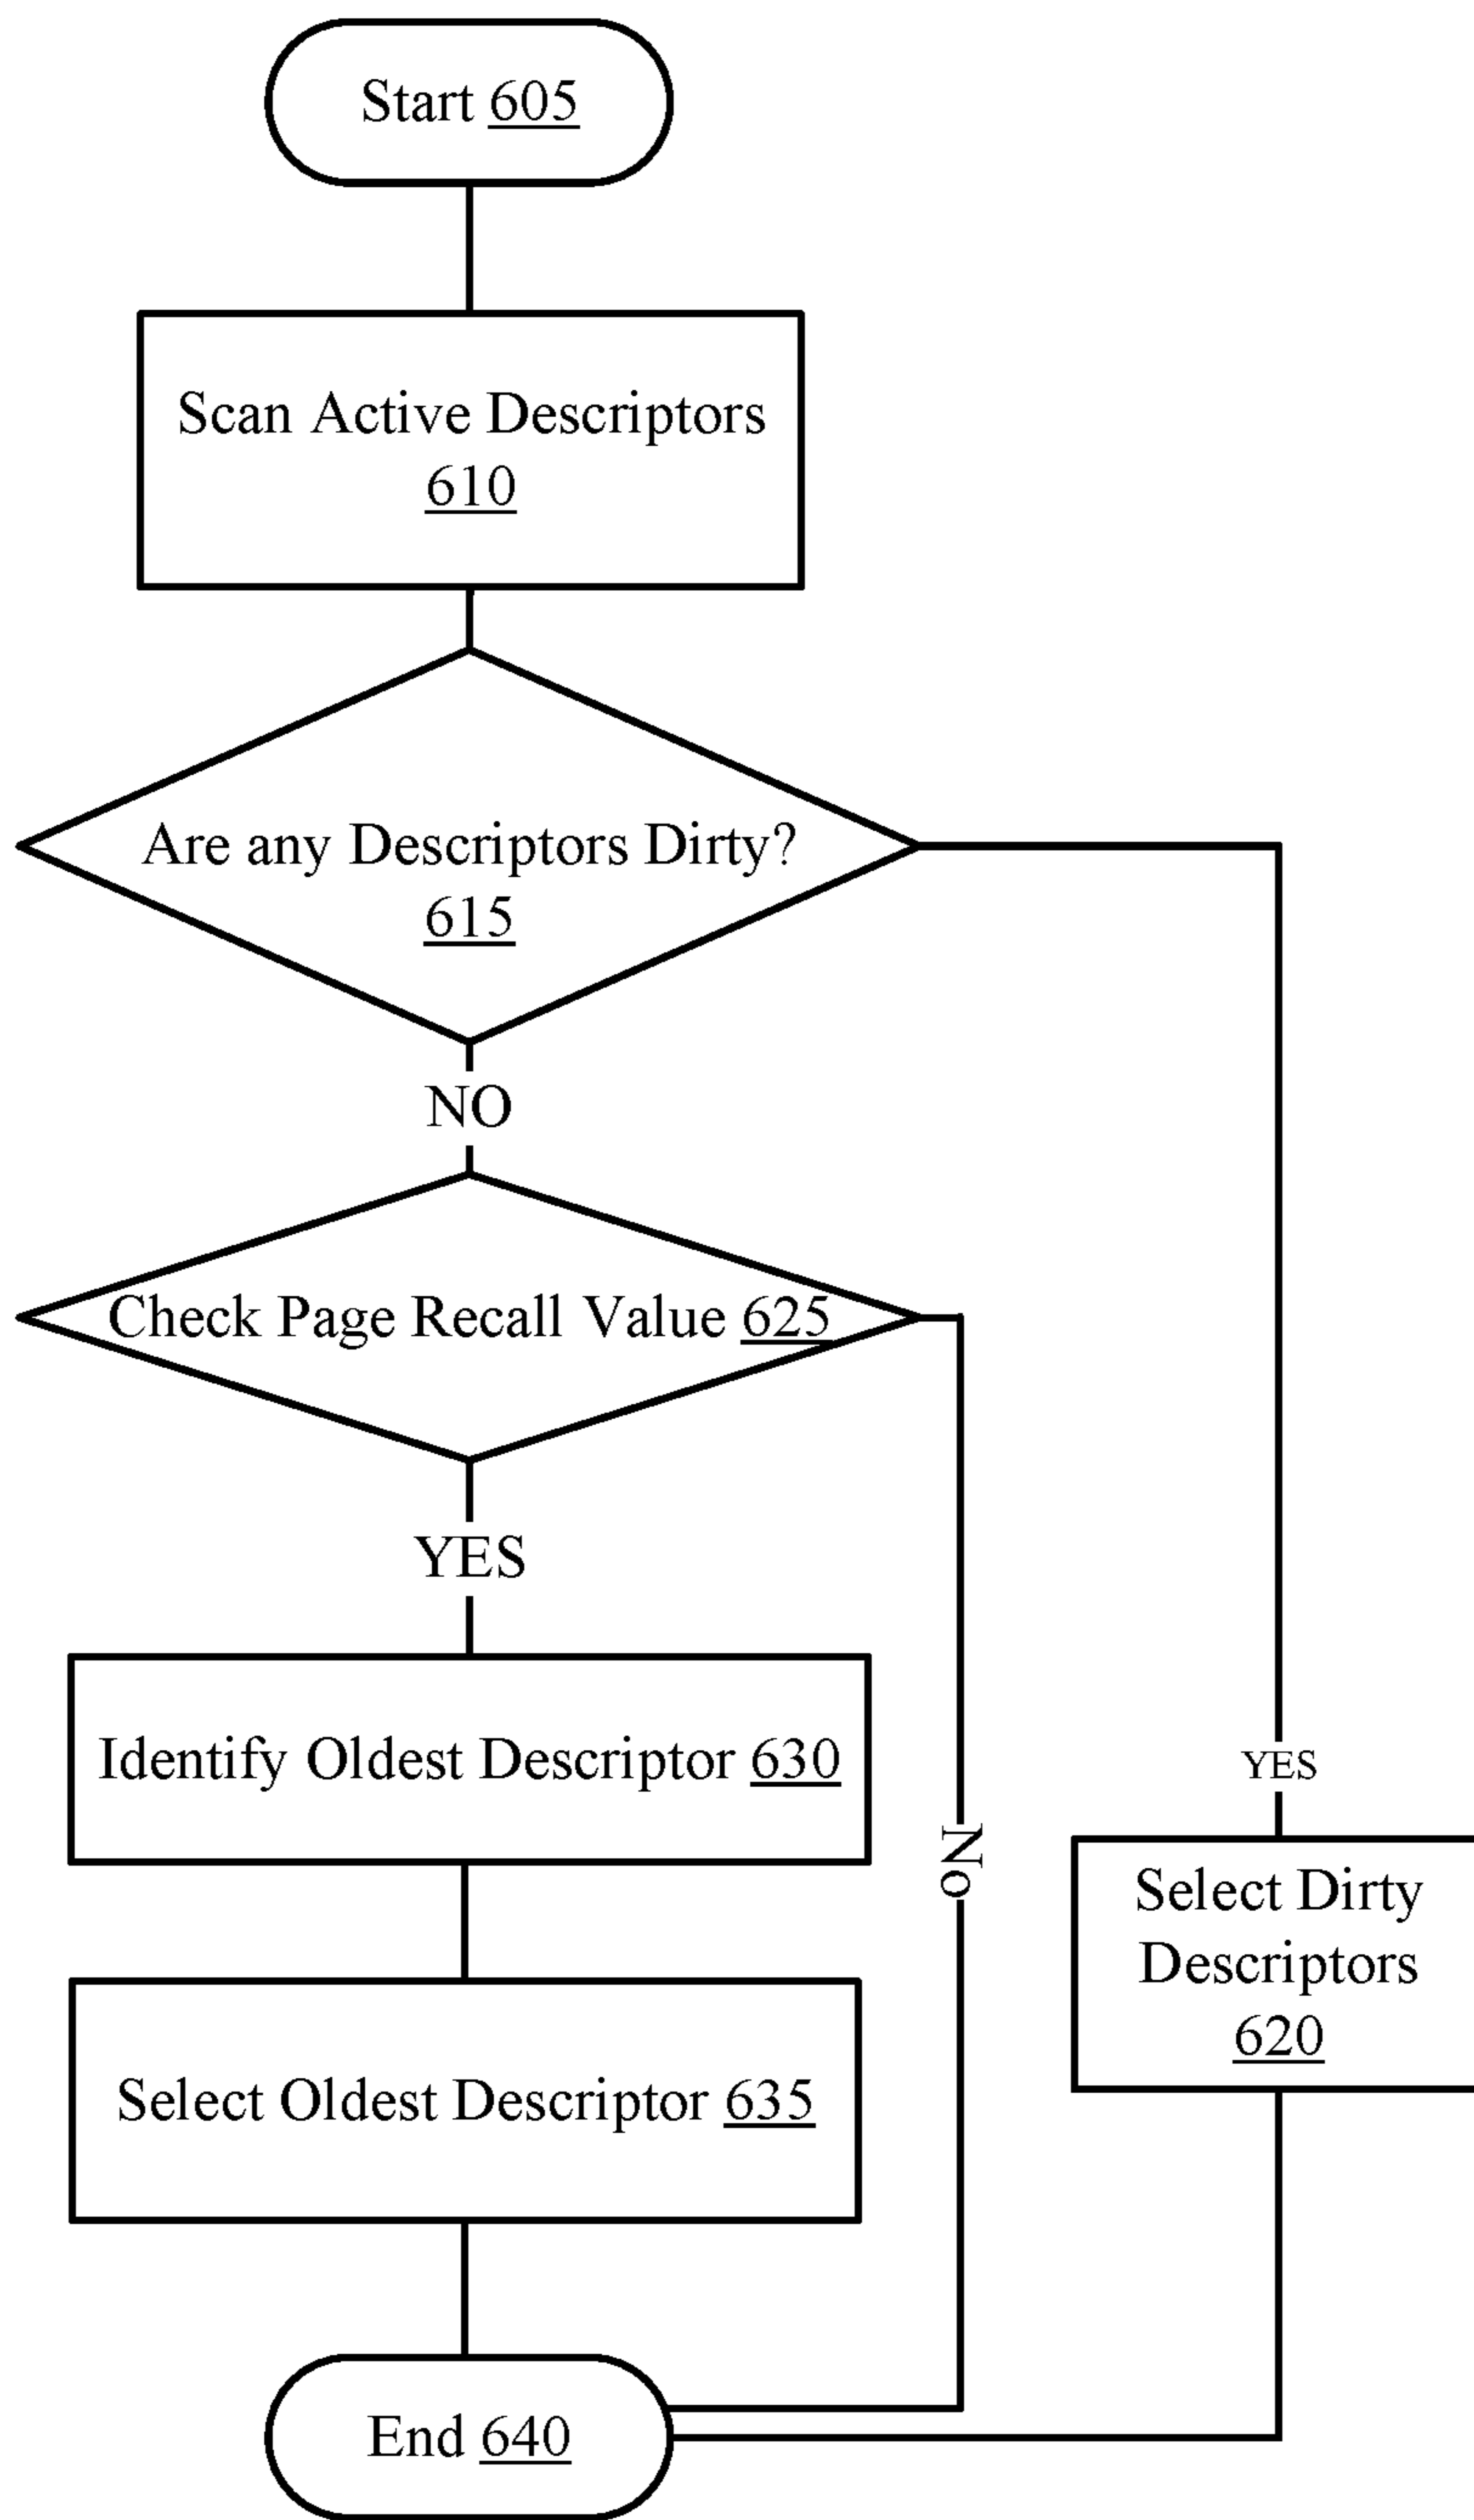 Start 605
Scan Active Descriptors
610
Are any Descriptors Dirty?
615
NO
Check Page Recall Value 625
YES
Identify Oldest Descriptor 630
No
YES
Select Dirty
Descriptors
620
Select Oldest Descriptor 635
End 640